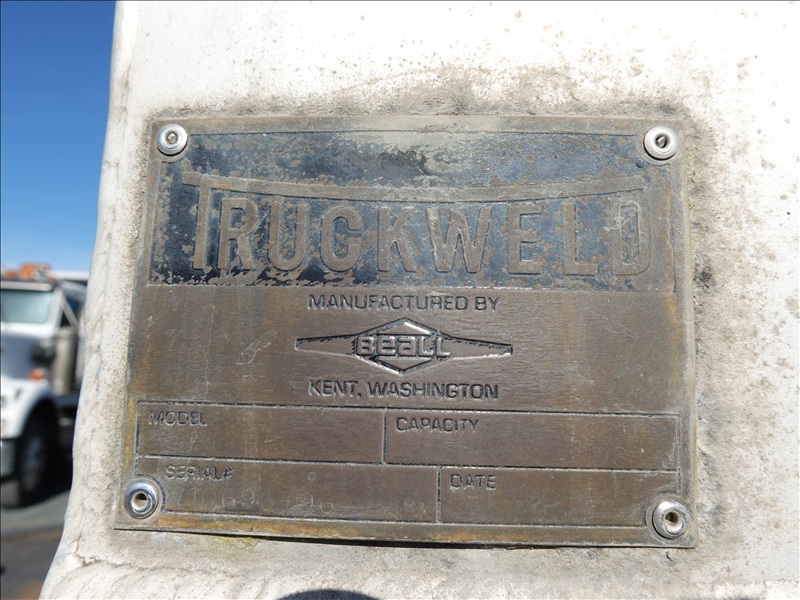 TRUCKWELD
MANUFACTURED BY
BEALL
KENT, WASHINGTON
MODEL
CAPACITY
SERIAL#
DATE